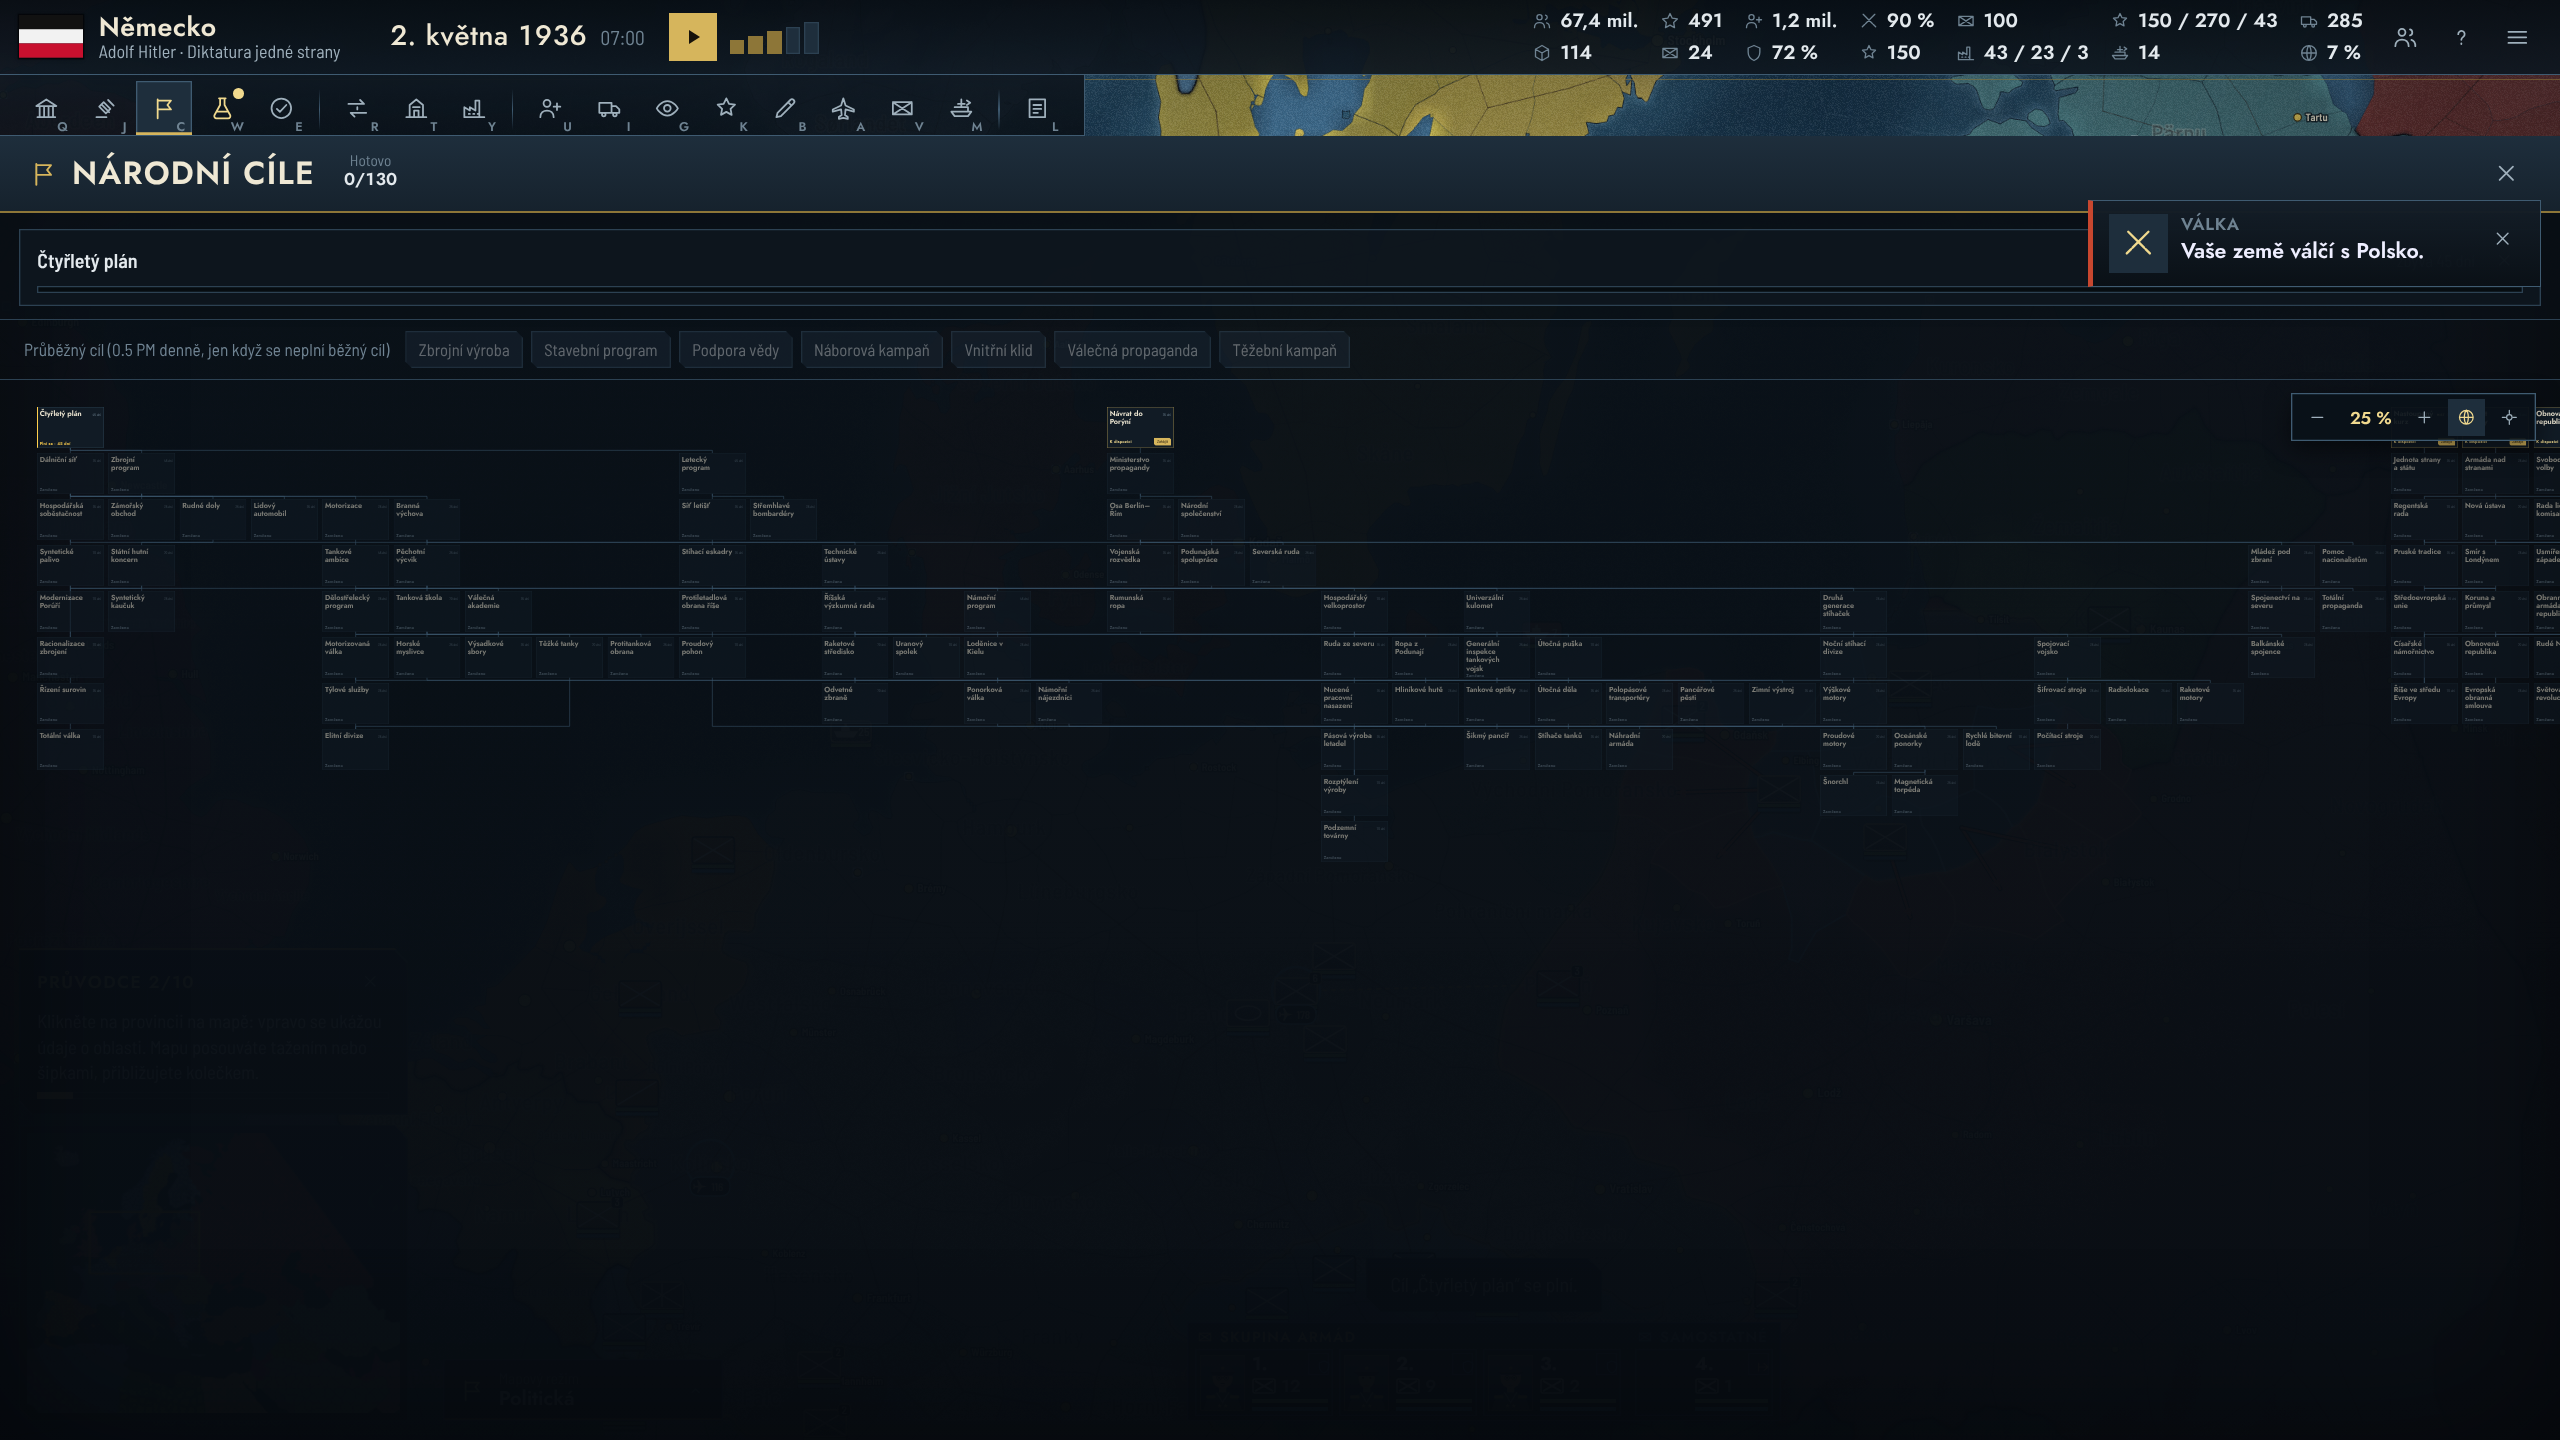 Německo
Adolf Hitler · Diktatura jedné strany
2. května 1936 07:00
67,4 mil. 491 1,2 mil. 90 % 100 150 / 270 / 43 285
114 24 72 % 150 43 / 23 / 3 14 7 %
?
Q J C W E R T Y U I G K B A V M L
Tartu
Pärnu
NÁRODNÍ CÍLE
Hotovo
0/130
VÁLKA
Vaše země válčí s Polsko.
Čtyřletý plán
Průběžný cíl (0.5 PM denně, jen když se neplní běžný cíl)
Zbrojní výroba Stavební program Podpora vědy Náborová kampaň Vnitřní klid Válečná propaganda Těžební kampaň
25 %
Čtyřletý plán
Návrat do Porýní
K dispozici
Dálniční síť
Zbrojní program
Letecký program
Ministerstvo propagandy
Jednota strany a státu
Armáda nad stranami
Hospodářská soběstačnost
Zámořský obchod
Rudné doly
Lidový automobil
Motorizace
Branná výchova
Síť letišť
Střemhlavé bombardéry
Osa Berlín–Řím
Národní společenství
Regentská rada
Nová ústava
Syntetické palivo
Státní hutní koncern
Tankové ambice
Pěchotní výcvik
Stíhací eskadry
Technické ústavy
Vojenská rozvědka
Podunajská spolupráce
Severská ruda
Mládež pod zbraní
Pomoc nacionalistům
Pruské tradice
Smír s Londýnem
Modernizace Porúří
Syntetický kaučuk
Dělostřelecký program
Tanková škola
Válečná akademie
Protiletadlová obrana říše
Říšská výzkumná rada
Námořní program
Rumunská ropa
Hospodářský velkoprostor
Univerzální kulomet
Druhá generace stíhaček
Spojenectví na severu
Totální propaganda
Středoevropská unie
Koruna a průmysl
Racionalizace zbrojení
Motorizovaná válka
Horské myslivce
Výsadkové sbory
Těžké tanky
Protitanková obrana
Proudový pohon
Raketové středisko
Uranový spolek
Loděnice v Kielu
Ruda ze severu
Ropa z Podunají
Generální inspekce tankových vojsk
Útočná puška
Noční stíhací divize
Spojovací vojsko
Balkánské spojence
Císařské námořnictvo
Obnovená republika
Řízení surovin
Týlové služby
Odvetné zbraně
Ponorková válka
Námořní nájezdníci
Nucené pracovní nasazení
Hliníkové hutě
Tankové optiky
Útočná děla
Polopásové transportéry
Pancéřové pěsti
Zimní výstroj
Výškové motory
Šifrovací stroje
Radiolokace
Raketové motory
Říše ve středu Evropy
Evropská obranná smlouva
Totální válka
Elitní divize
Pásová výroba letadel
Šikmý pancíř
Stíhače tanků
Náhradní armáda
Proudové motory
Oceánské ponorky
Rychlé bitevní lodě
Počítací stroje
Rozptýlení výroby
Šnorchl
Magnetická torpéda
Podzemní továrny
PRŮVODCE 2/10
Politická